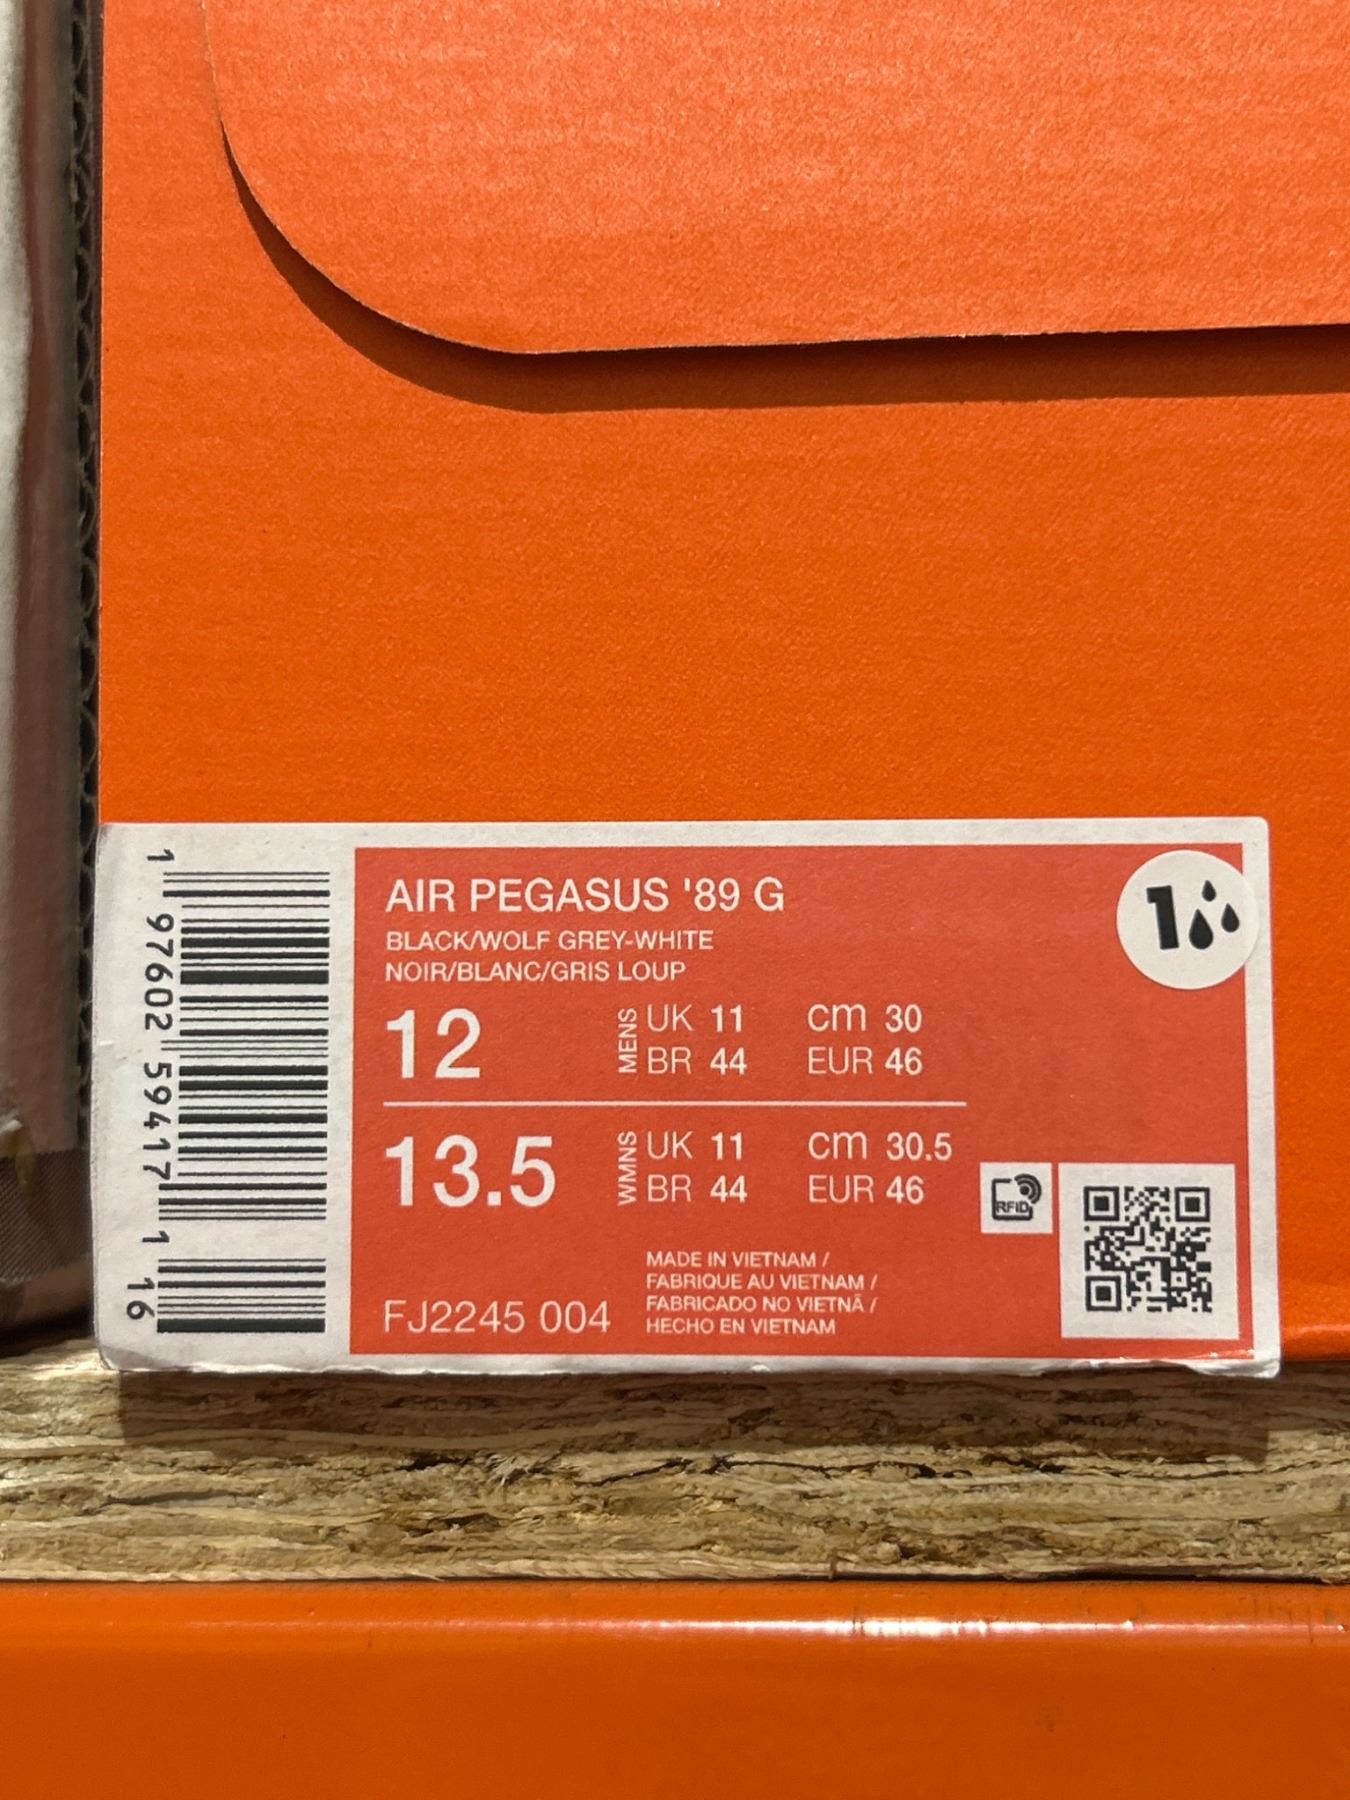 1 97602 59417 1 16
AIR PEGASUS '89 G
BLACK/WOLF GREY-WHITE
NOIR/BLANC/GRIS LOUP
12 MENS UK 11 cm 30
BR 44 EUR 46
13.5 WMNS UK 11 cm 30.5
BR 44 EUR 46
MADE IN VIETNAM /
FABRIQUE AU VIETNAM /
FABRICADO NO VIETNÃ /
HECHO EN VIETNAM
FJ2245 004
1
RFID